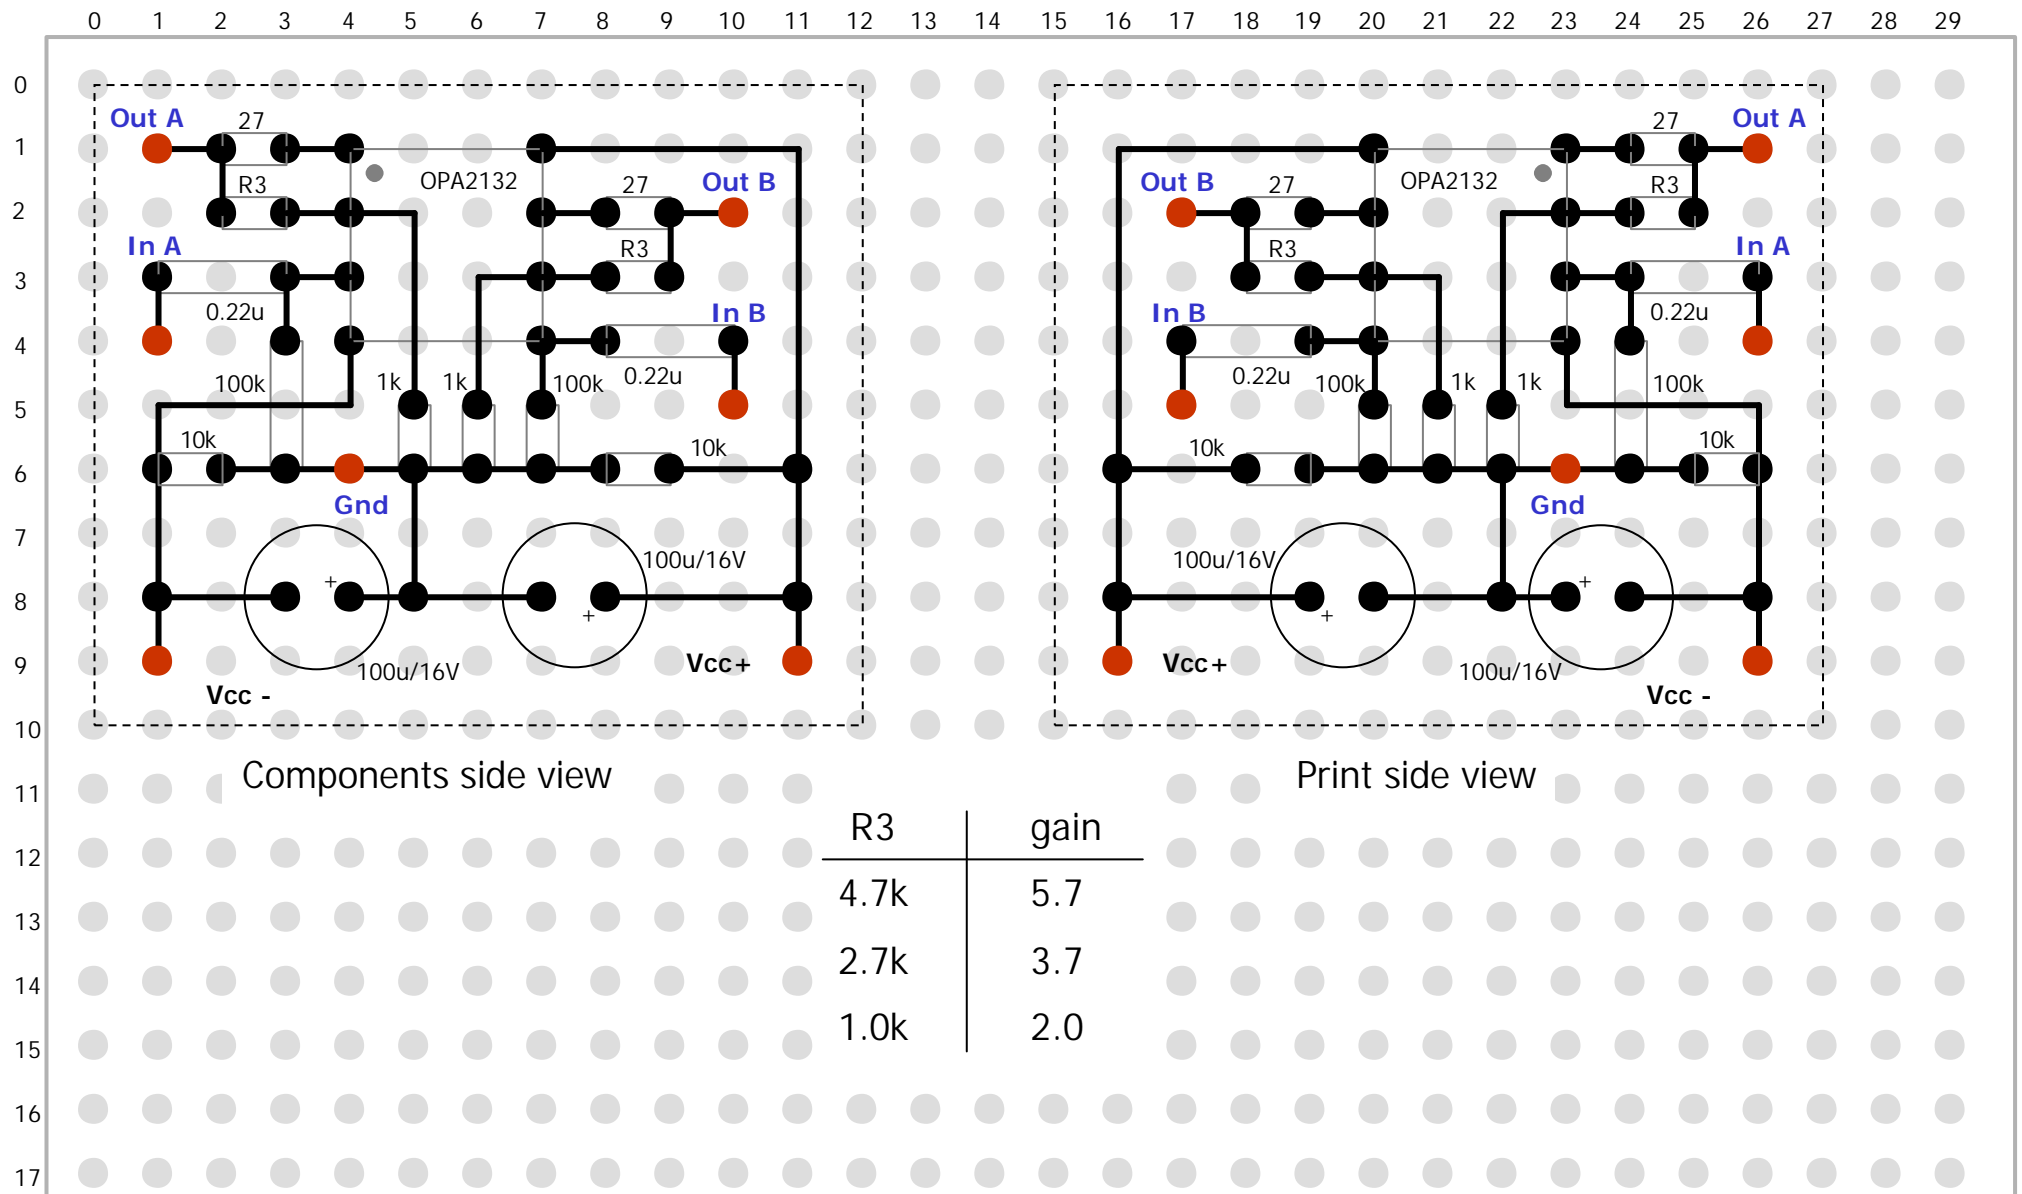 0 1 2 3 4 5 6 7 8 9 10 11 12 13 14 15 16 17 18 19 20 21 22 23 24 25 26 27 28 29
0
Out A 27 27 Out A
1
R3 OPA2132 27 Out B Out B 27 OPA2132 R3
2
In A R3 R3 In A
3
0.22u In B In B 0.22u
4
100k 1k 1k 100k 0.22u 0.22u 100k 1k 1k 100k
5
10k 10k 10k 10k
6
Gnd Gnd
7
100u/16V 100u/16V
+ +
8
+ +
9
100u/16V Vcc+ Vcc+ 100u/16V
Vcc - Vcc -
10
Components side view Print side view
11
R3 gain
12
4.7k 5.7
13
2.7k 3.7
14
1.0k 2.0
15
16
17